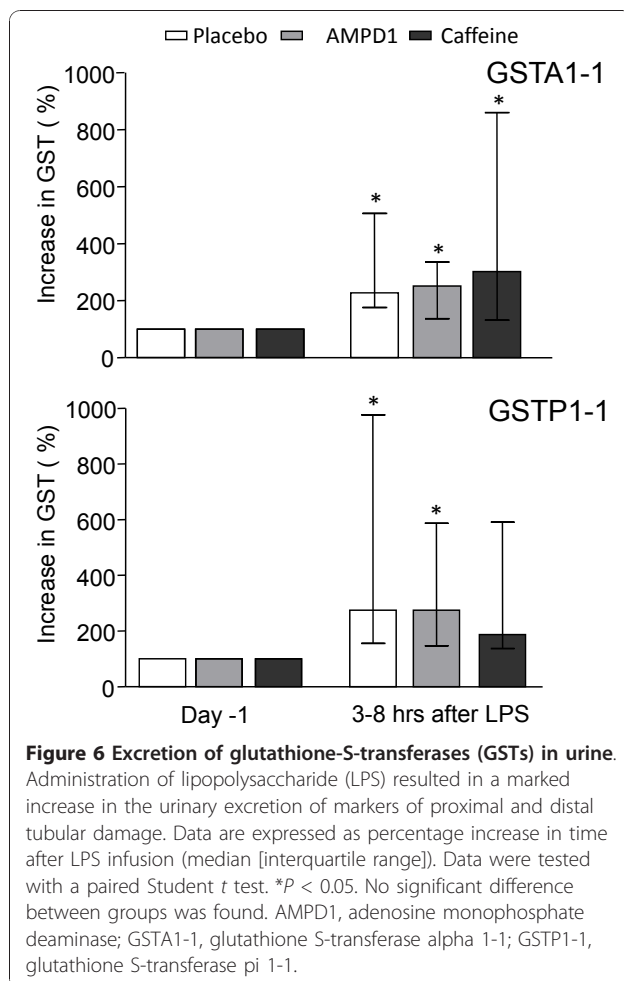 Placebo AMPD1 Caffeine
GSTA1-1
Increase in GST ( %)
1000
800
600
400
200
0
* * *
GSTP1-1
Increase in GST ( %)
1000
800
600
400
200
0
* *
Day -1 3-8 hrs after LPS
Figure 6 Excretion of glutathione-S-transferases (GSTs) in urine.
Administration of lipopolysaccharide (LPS) resulted in a marked
increase in the urinary excretion of markers of proximal and distal
tubular damage. Data are expressed as percentage increase in time
after LPS infusion (median [interquartile range]). Data were tested
with a paired Student t test. *P < 0.05. No significant difference
between groups was found. AMPD1, adenosine monophosphate
deaminase; GSTA1-1, glutathione S-transferase alpha 1-1; GSTP1-1,
glutathione S-transferase pi 1-1.